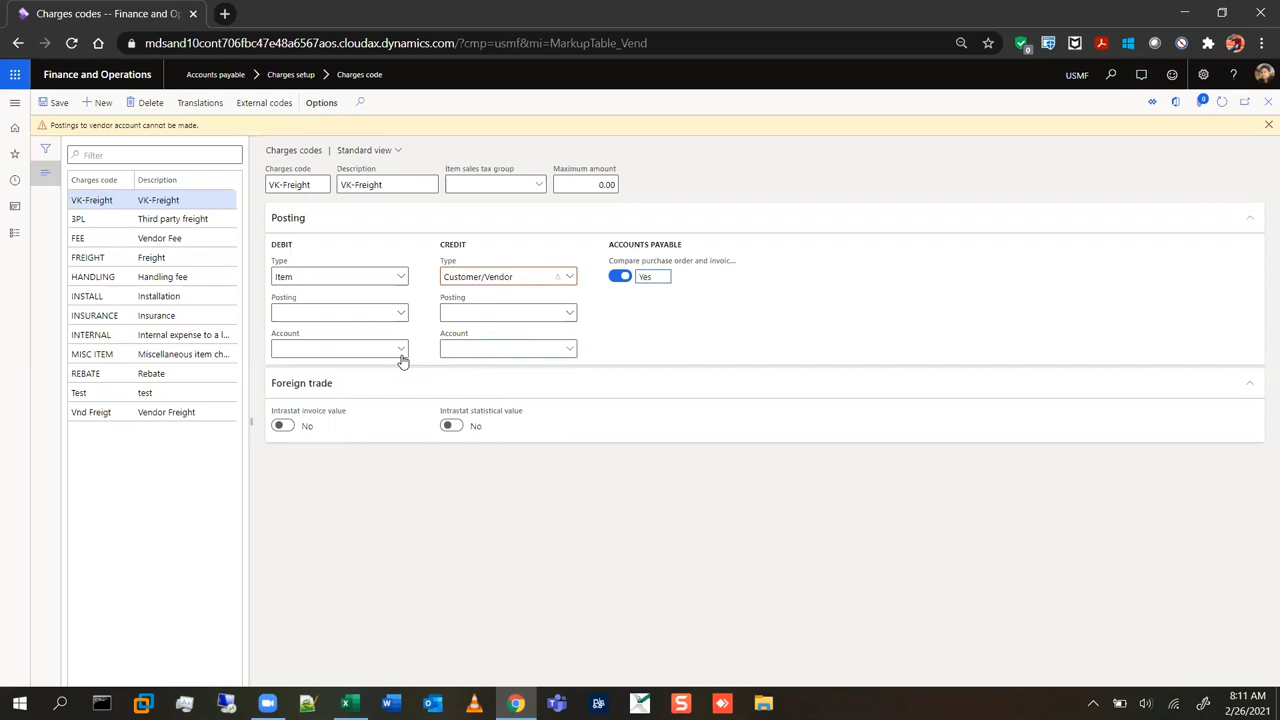 Charges codes -- Finance and Op
mdsand10cont706fbc47e48a6567aos.cloudax.dynamics.com/?cmp=usmf&mi=MarkupTable_Vend
Finance and Operations
Accounts payable > Charges setup > Charges code
USMF
Save
New
Delete
Translations
External codes
Options
0
Postings to vendor account cannot be made.
Filter
Charges code Description
VK-Freight VK-Freight
3PL Third party freight
FEE Vendor Fee
FREIGHT Freight
HANDLING Handling fee
INSTALL Installation
INSURANCE Insurance
INTERNAL Internal expense to a l...
MISC ITEM Miscellaneous item ch...
REBATE Rebate
Test test
Vnd Freigt Vendor Freight
Charges codes | Standard view
Charges code Description Item sales tax group Maximum amount
VK-Freight VK-Freight 0.00
Posting
DEBIT CREDIT ACCOUNTS PAYABLE
Type Type Compare purchase order and invoic...
Item Customer/Vendor Yes
Posting Posting
Account Account
Foreign trade
Intrastat invoice value Intrastat statistical value
No No
8:11 AM
2/26/2021